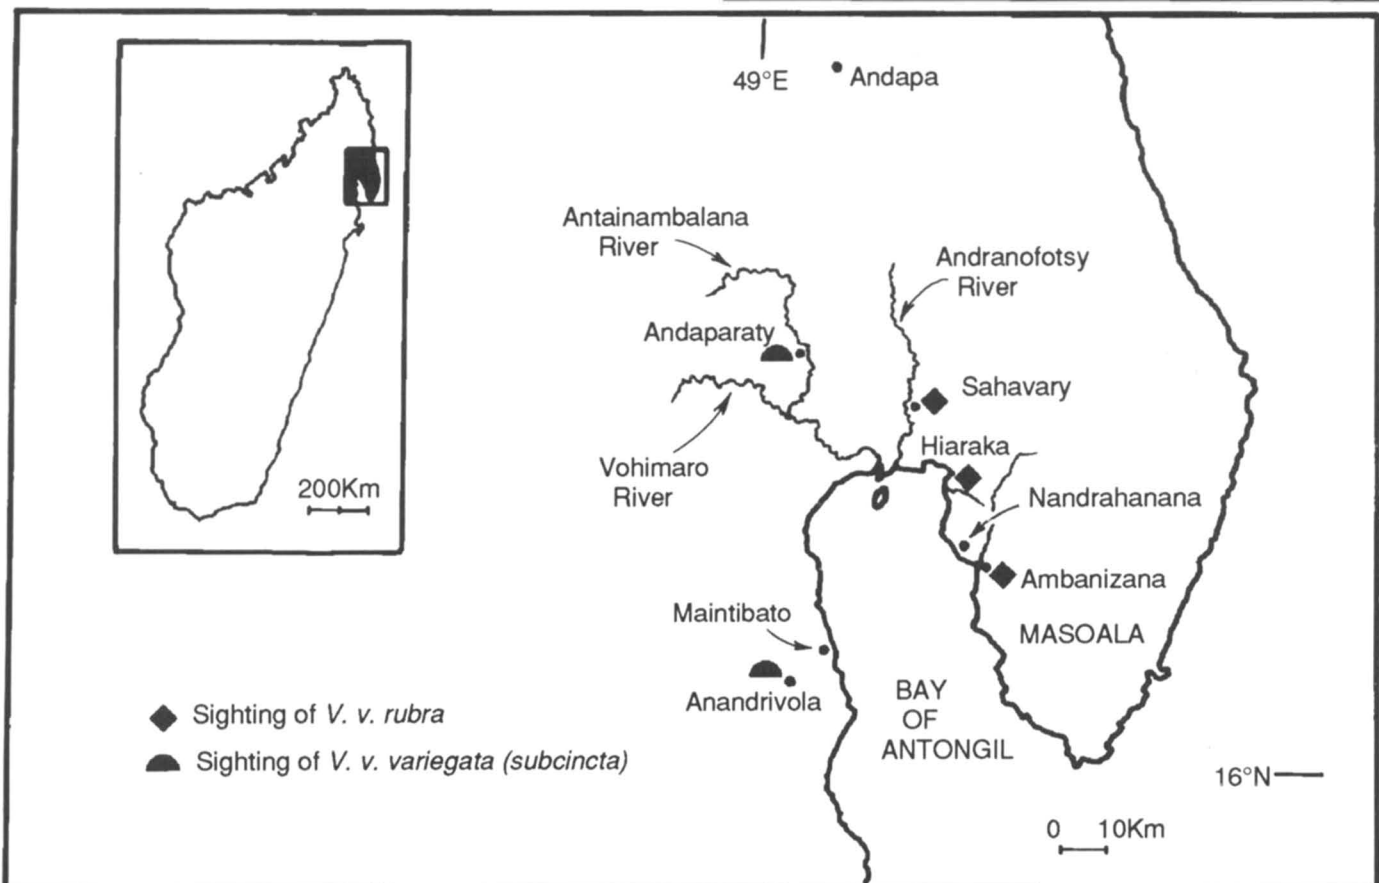 49°E
Andapa
Antainambalana
River
Andranofotsy
River
Andaparaty
Sahavary
Hiaraka
Vohimaro
River
200Km
Nandrahanana
Ambanizana
Maintibato
MASOALA
Anandrivola
BAY
OF
ANTONGIL
Sighting of V. v. rubra
Sighting of V. v. variegata (subcincta)
16°N
0 10Km